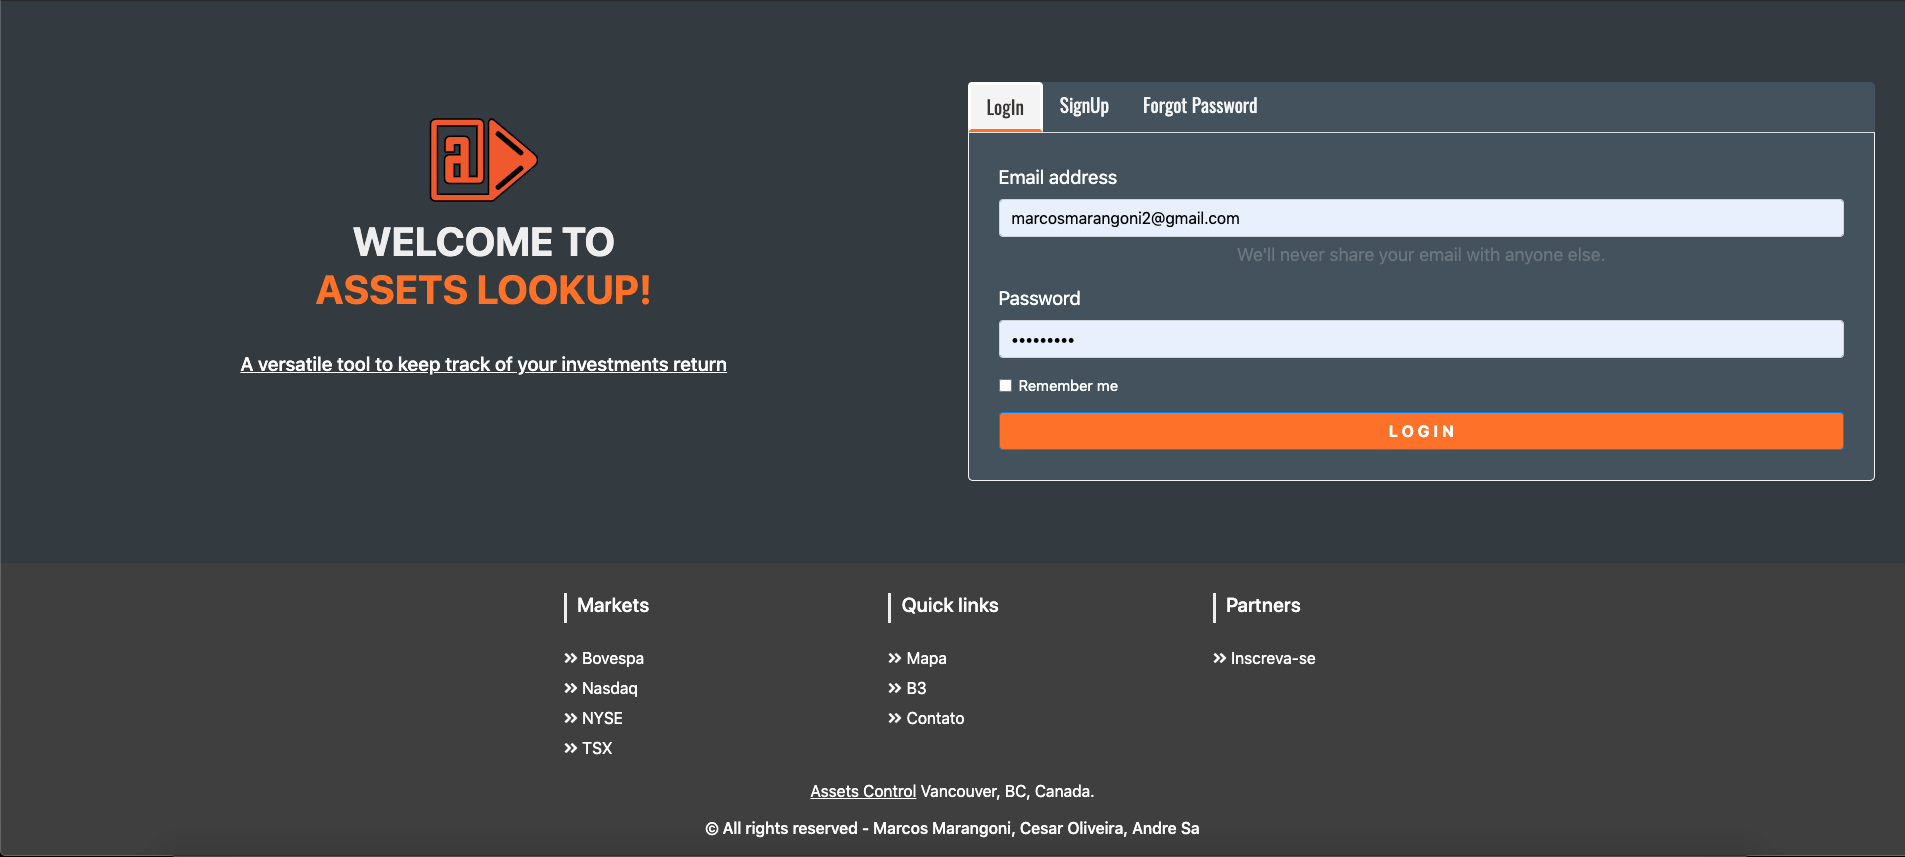 a
WELCOME TO
ASSETS LOOKUP!
A versatile tool to keep track of your investments return
LogIn SignUp Forgot Password
Email address
marcosmarangoni2@gmail.com
We'll never share your email with anyone else.
Password
•••••••••
Remember me
LOGIN
Markets
» Bovespa
» Nasdaq
» NYSE
» TSX
Quick links
» Mapa
» B3
» Contato
Partners
» Inscreva-se
Assets Control Vancouver, BC, Canada.
© All rights reserved - Marcos Marangoni, Cesar Oliveira, Andre Sa